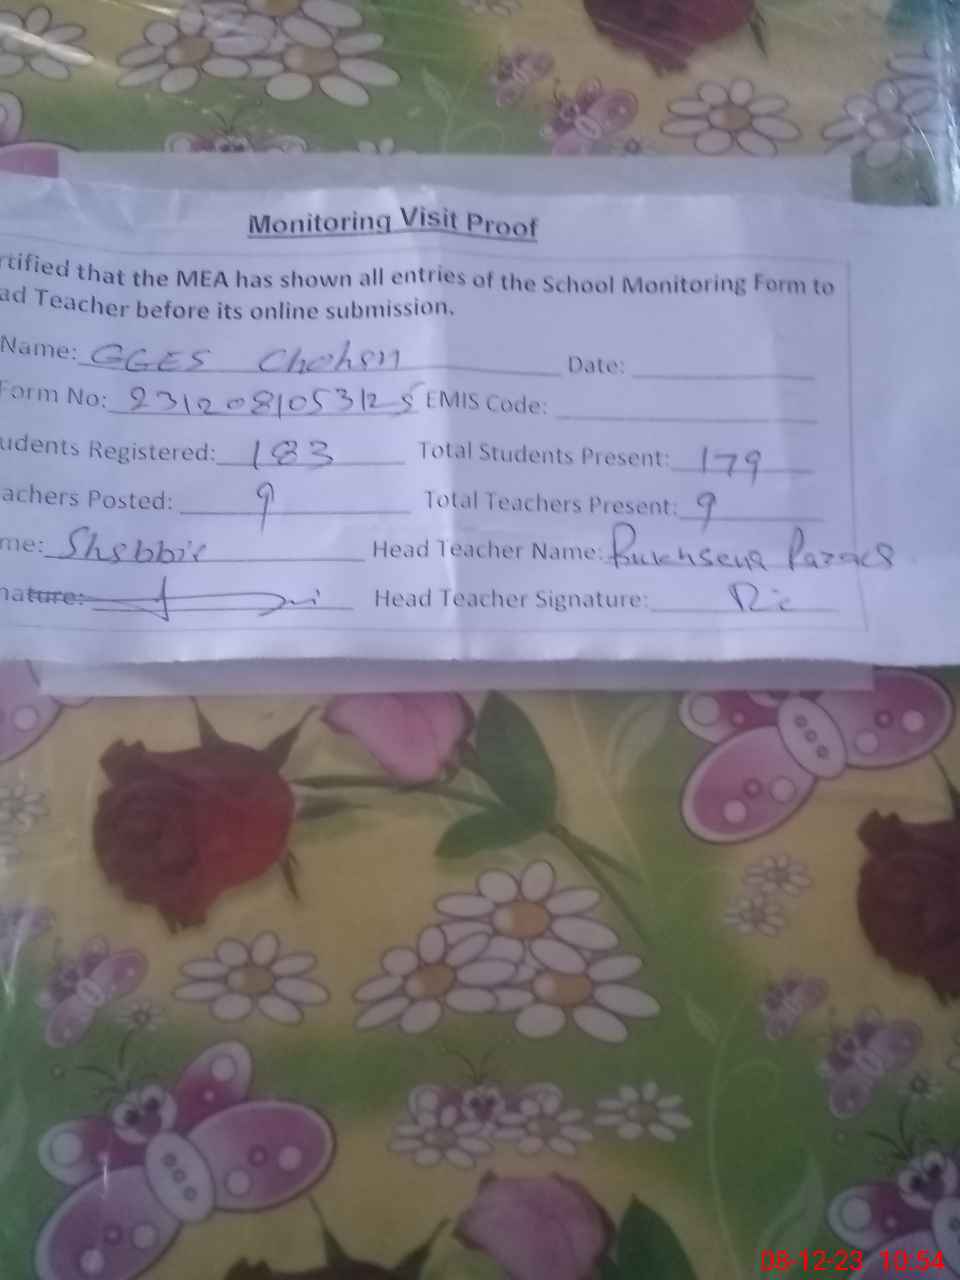 Monitoring Visit Proof
rtified that the MEA has shown all entries of the School Monitoring Form to
ad Teacher before its online submission.
Name: GGES Chohan Date:
Form No: 231208105312 EMIS Code:
udents Registered: 183 Total Students Present: 179
achers Posted: 9 Total Teachers Present: 9
me: Shabbir Head Teacher Name:
nature: Head Teacher Signature:
08-12-23 10:54